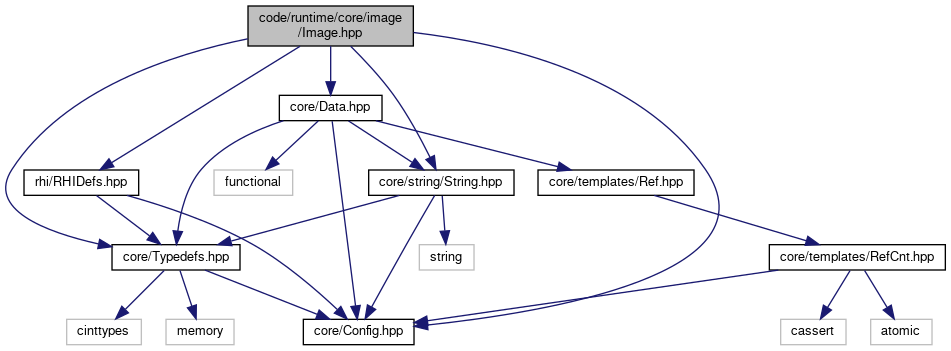 code/runtime/core/image
/Image.hpp
core/Data.hpp
rhi/RHIDefs.hpp
functional
core/string/String.hpp
core/templates/Ref.hpp
core/Typedefs.hpp
string
core/templates/RefCnt.hpp
cinttypes
memory
core/Config.hpp
cassert
atomic